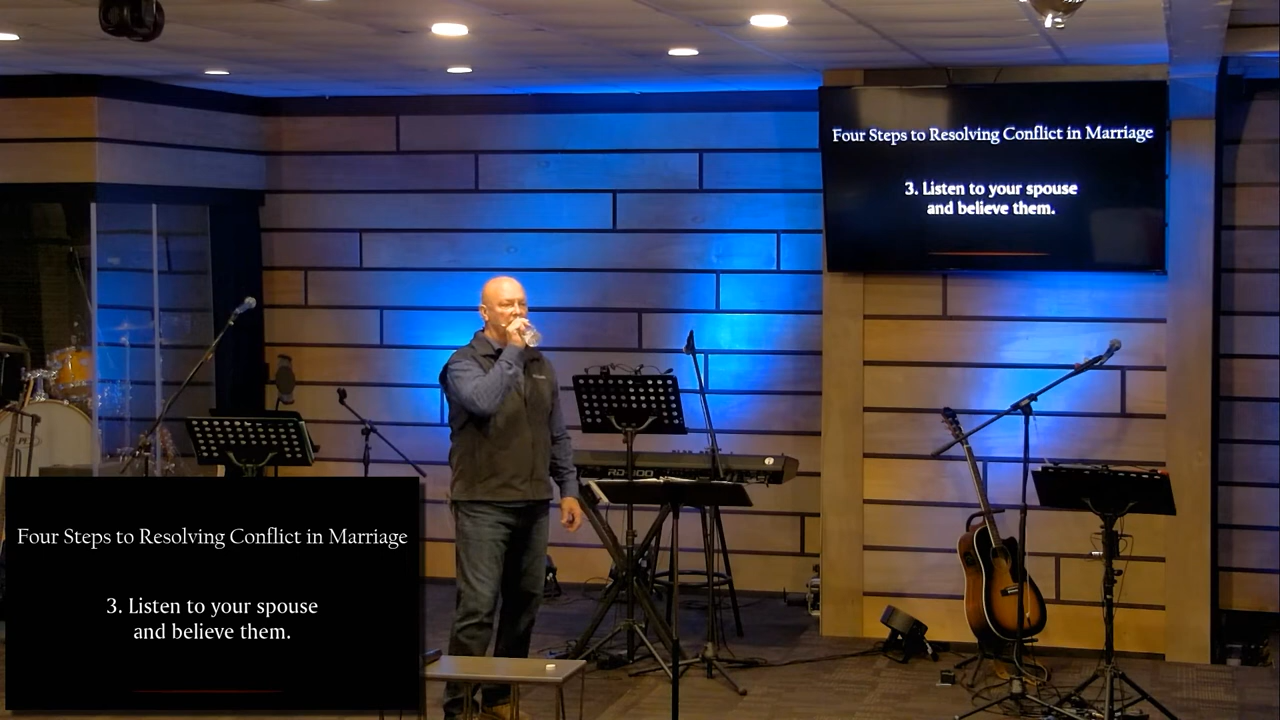 Four Steps to Resolving Conflict in Marriage
3. Listen to your spouse
and believe them.
RD-800
Four Steps to Resolving Conflict in Marriage
3. Listen to your spouse
and believe them.